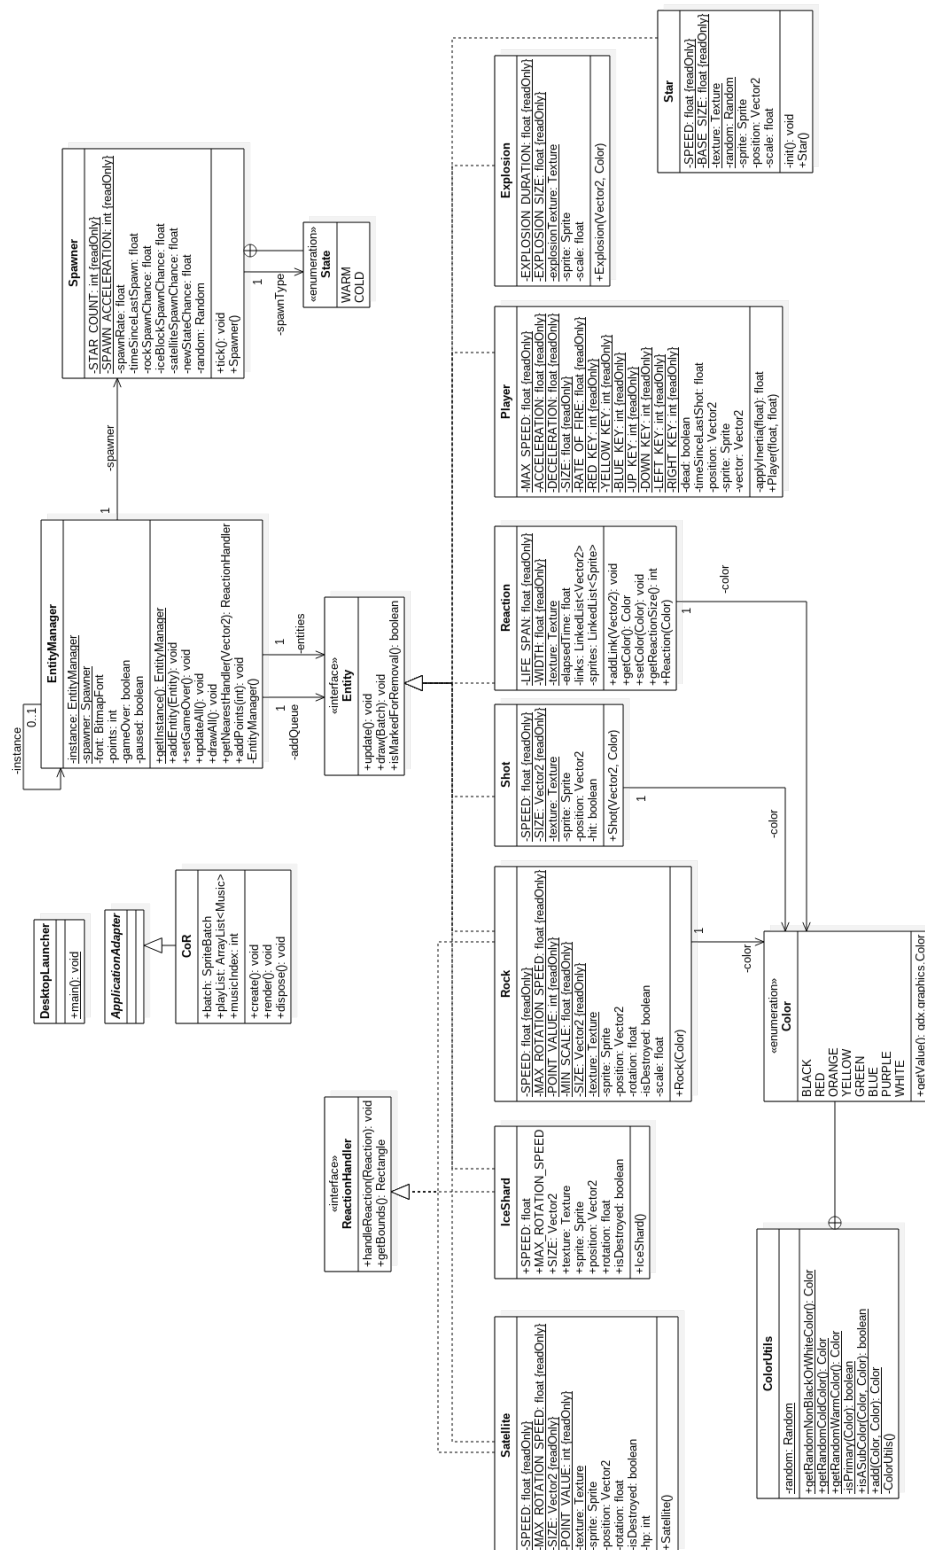 DesktopLauncher
+main(): void
ApplicationAdapter
CoR
+batch: SpriteBatch
+playList: ArrayList<Music>
+musicIndex: int
+create(): void
+render(): void
+dispose(): void
EntityManager
-instance: EntityManager
-spawner: Spawner
-font: BitmapFont
-points: int
-gameOver: boolean
-paused: boolean
+getInstance(): EntityManager
+addEntity(Entity): void
+setGameOver(): void
+updateAll(): void
+drawAll(): void
+getNearestHandler(Vector2): ReactionHandler
+addPoints(int): void
-EntityManager()
-instance
0..1
1
-spawner
Spawner
-STAR_COUNT: int {readOnly}
-SPAWN_ACCELERATION: int {readOnly}
-spawnRate: float
-timeSinceLastSpawn: float
-rockSpawnChance: float
-iceBlockSpawnChance: float
-satelliteSpawnChance: float
-newStateChance: float
-random: Random
+tick(): void
+Spawner()
1
-spawnType
«enumeration»
State
WARM
COLD
1
-addQueue
1
-entities
«interface»
Entity
+update(): void
+draw(Batch): void
+isMarkedForRemoval(): boolean
«interface»
ReactionHandler
+handleReaction(Reaction): void
+getBounds(): Rectangle
Satellite
-SPEED: float {readOnly}
-MAX_ROTATION_SPEED: float {readOnly}
-SIZE: Vector2 {readOnly}
-POINT_VALUE: int {readOnly}
-texture: Texture
-sprite: Sprite
-position: Vector2
-rotation: float
-isDestroyed: boolean
-hp: int
+Satellite()
IceShard
+SPEED: float
+MAX_ROTATION_SPEED
+SIZE: Vector2
+texture: Texture
+sprite: Sprite
+position: Vector2
+rotation: float
+isDestroyed: boolean
+IceShard()
Rock
-SPEED: float {readOnly}
-MAX_ROTATION_SPEED: float {readOnly}
-POINT_VALUE: int {readOnly}
-MIN_SCALE: float {readOnly}
-SIZE: Vector2 {readOnly}
-texture: Texture
-sprite: Sprite
-position: Vector2
-rotation: float
-isDestroyed: boolean
-scale: float
+Rock(Color)
1
-color
Shot
-SPEED: float {readOnly}
-SIZE: Vector2 {readOnly}
-texture: Texture
-sprite: Sprite
-position: Vector2
-hit: boolean
+Shot(Vector2, Color)
1
-color
Reaction
-LIFE_SPAN: float {readOnly}
-WIDTH: float {readOnly}
-texture: Texture
-elapsedTime: float
-links: LinkedList<Vector2>
-sprites: LinkedList<Sprite>
+addLink(Vector2): void
+getColor(): Color
+setColor(Color): void
+getReactionSize(): int
+Reaction(Color)
1
-color
Player
-MAX_SPEED: float {readOnly}
-ACCELERATION: float {readOnly}
-DECELERATION: float {readOnly}
-SIZE: float {readOnly}
-RATE_OF_FIRE: float {readOnly}
-RED_KEY: int {readOnly}
-YELLOW_KEY: int {readOnly}
-BLUE_KEY: int {readOnly}
-UP_KEY: int {readOnly}
-DOWN_KEY: int {readOnly}
-LEFT_KEY: int {readOnly}
-RIGHT_KEY: int {readOnly}
-dead: boolean
-timeSinceLastShot: float
-position: Vector2
-sprite: Sprite
-vector: Vector2
-applyInertia(float): float
+Player(float, float)
Explosion
-EXPLOSION_DURATION: float {readOnly}
-EXPLOSION_SIZE: float {readOnly}
-explosionTexture: Texture
-sprite: Sprite
-scale: float
+Explosion(Vector2, Color)
Star
-SPEED: float {readOnly}
-BASE_SIZE: float {readOnly}
-texture: Texture
-random: Random
-sprite: Sprite
-position: Vector2
-scale: float
-init(): void
+Star()
ColorUtils
-random: Random
+getRandomNonBlackOrWhiteColor(): Color
+getRandomColdColor(): Color
+getRandomWarmColor(): Color
-isPrimary(Color): boolean
+isASubColor(Color, Color): boolean
+add(Color, Color): Color
-ColorUtils()
«enumeration»
Color
BLACK
RED
ORANGE
YELLOW
GREEN
BLUE
PURPLE
WHITE
+getValue(): gdx.graphics.Color